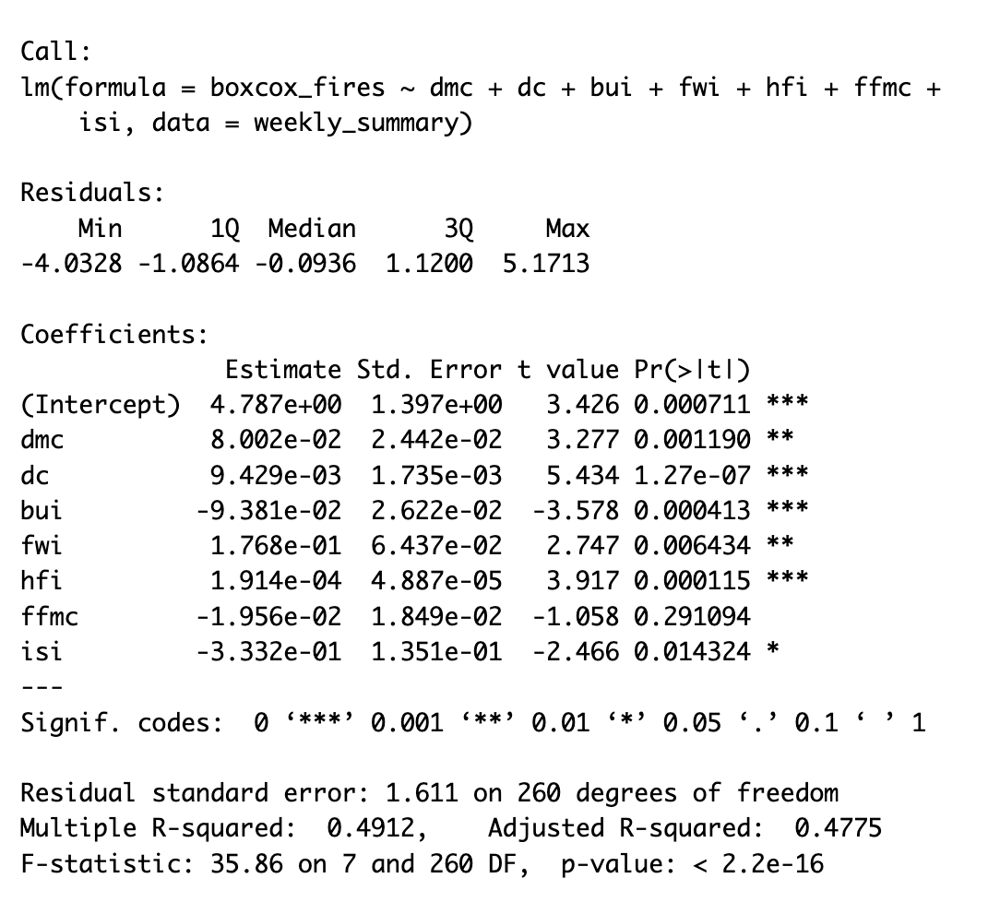 Call:
lm(formula = boxcox_fires ~ dmc + dc + bui + fwi + hfi + ffmc +
    isi, data = weekly_summary)

Residuals:
    Min      1Q  Median      3Q     Max
-4.0328 -1.0864 -0.0936  1.1200  5.1713

Coefficients:
              Estimate Std. Error t value Pr(>|t|)
(Intercept)  4.787e+00  1.397e+00   3.426 0.000711 ***
dmc          8.002e-02  2.442e-02   3.277 0.001190 **
dc           9.429e-03  1.735e-03   5.434 1.27e-07 ***
bui         -9.381e-02  2.622e-02  -3.578 0.000413 ***
fwi          1.768e-01  6.437e-02   2.747 0.006434 **
hfi          1.914e-04  4.887e-05   3.917 0.000115 ***
ffmc        -1.956e-02  1.849e-02  -1.058 0.291094
isi         -3.332e-01  1.351e-01  -2.466 0.014324 *
---
Signif. codes:  0 ‘***’ 0.001 ‘**’ 0.01 ‘*’ 0.05 ‘.’ 0.1 ‘ ’ 1

Residual standard error: 1.611 on 260 degrees of freedom
Multiple R-squared:  0.4912,    Adjusted R-squared:  0.4775
F-statistic: 35.86 on 7 and 260 DF,  p-value: < 2.2e-16